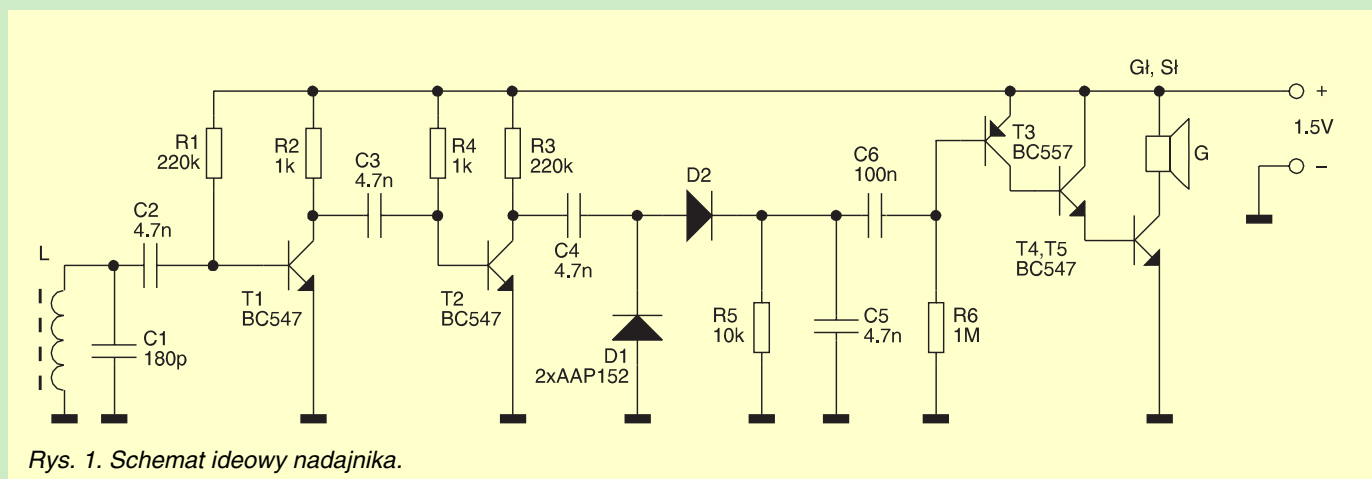 Gł, Sł
+
1.5V
–
G
R1
220k
R2
1k
C3
4.7n
R4
1k
R3
220k
D2
C6
100n
T3
BC557
C2
4.7n
L
C4
4.7n
T4,T5
BC547
T1
BC547
T2
BC547
C1
180p
D1
2xAAP152
R5
10k
C5
4.7n
R6
1M
Rys. 1. Schemat ideowy nadajnika.